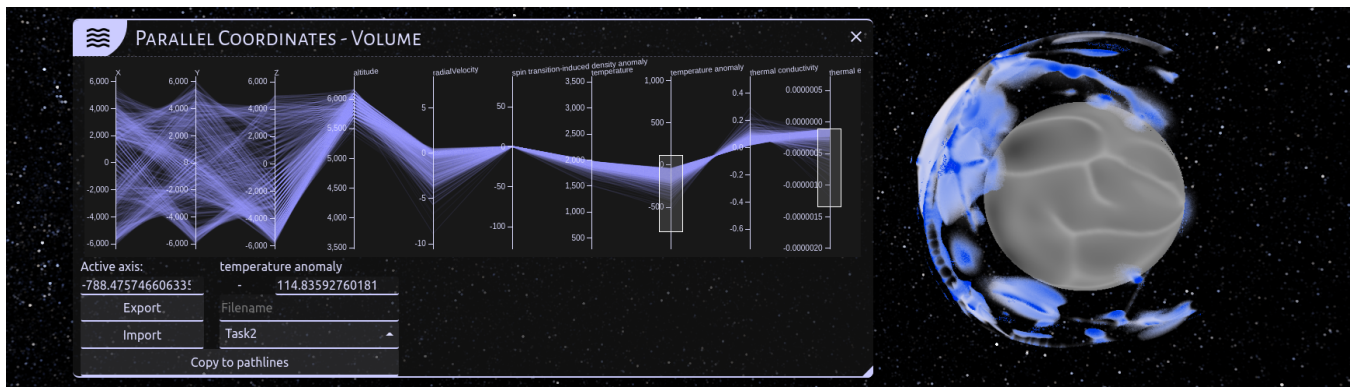 PARALLEL COORDINATES - VOLUME
X Y Z altitude radialVelocity spin transition-induced density anomaly temperature temperature anomaly thermal conductivity thermal e
6,000 6,000 6,000 6,000 5 50 3,500 1,000 0.4 0.0000005
4,000 4,000 4,000 5,500 0 0 3,000 500 0.2 0.0000000
2,000 2,000 2,000 5,000 -5 -50 2,500 0 0.0 -0.0000005
0 0 0 4,500 -10 -100 2,000 -500 -0.2 -0.0000010
-2,000 -2,000 -2,000 4,000 1,500 -0.4 -0.0000015
-4,000 -4,000 -4,000 3,500 1,000 -0.6 -0.0000020
-6,000 -6,000 -6,000 500
Active axis: temperature anomaly
-788.475746606335 - 114.83592760181
Export Filename
Import Task2
Copy to pathlines